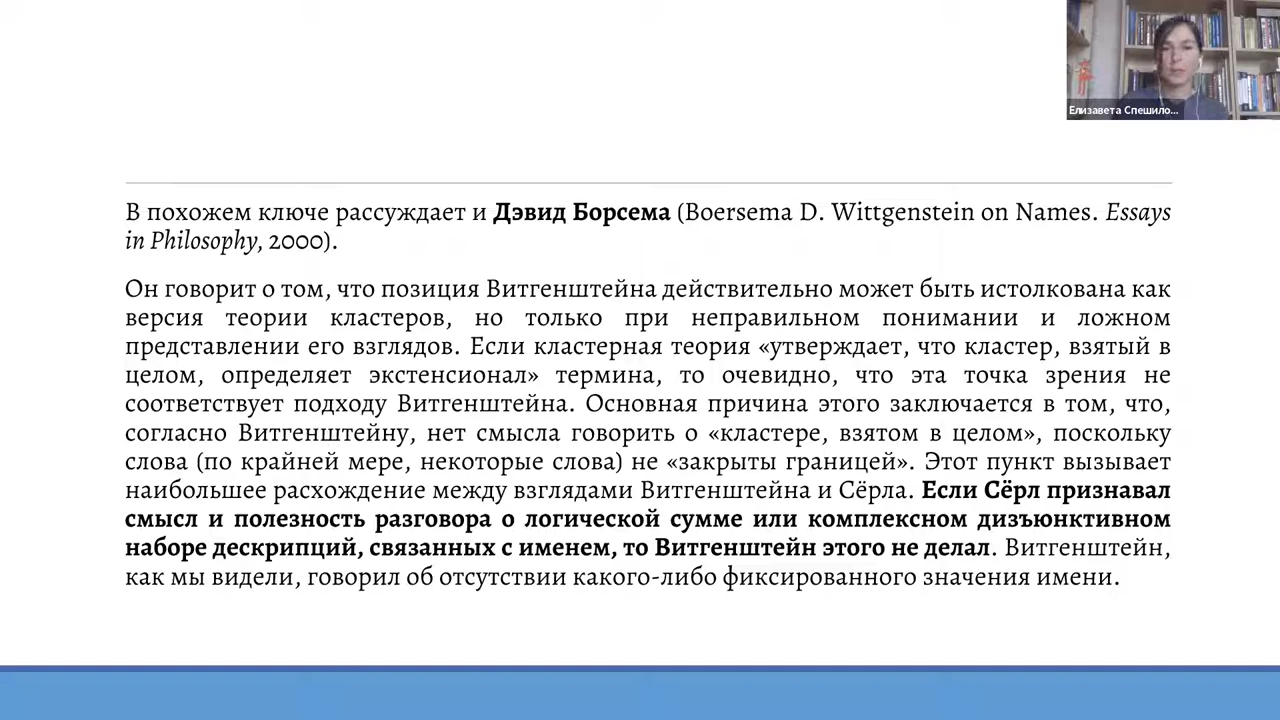 Елизавета Спешило...
В похожем ключе рассуждает и Дэвид Борсема (Boersema D. Wittgenstein on Names. Essays
in Philosophy, 2000).
Он говорит о том, что позиция Витгенштейна действительно может быть истолкована как
версия теории кластеров, но только при неправильном понимании и ложном
представлении его взглядов. Если кластерная теория «утверждает, что кластер, взятый в
целом, определяет экстенсионал» термина, то очевидно, что эта точка зрения не
соответствует подходу Витгенштейна. Основная причина этого заключается в том, что,
согласно Витгенштейну, нет смысла говорить о «кластере, взятом в целом», поскольку
слова (по крайней мере, некоторые слова) не «закрыты границей». Этот пункт вызывает
наибольшее расхождение между взглядами Витгенштейна и Сёрла. Если Сёрл признавал
смысл и полезность разговора о логической сумме или комплексном дизъюнктивном
наборе дескрипций, связанных с именем, то Витгенштейн этого не делал. Витгенштейн,
как мы видели, говорил об отсутствии какого-либо фиксированного значения имени.